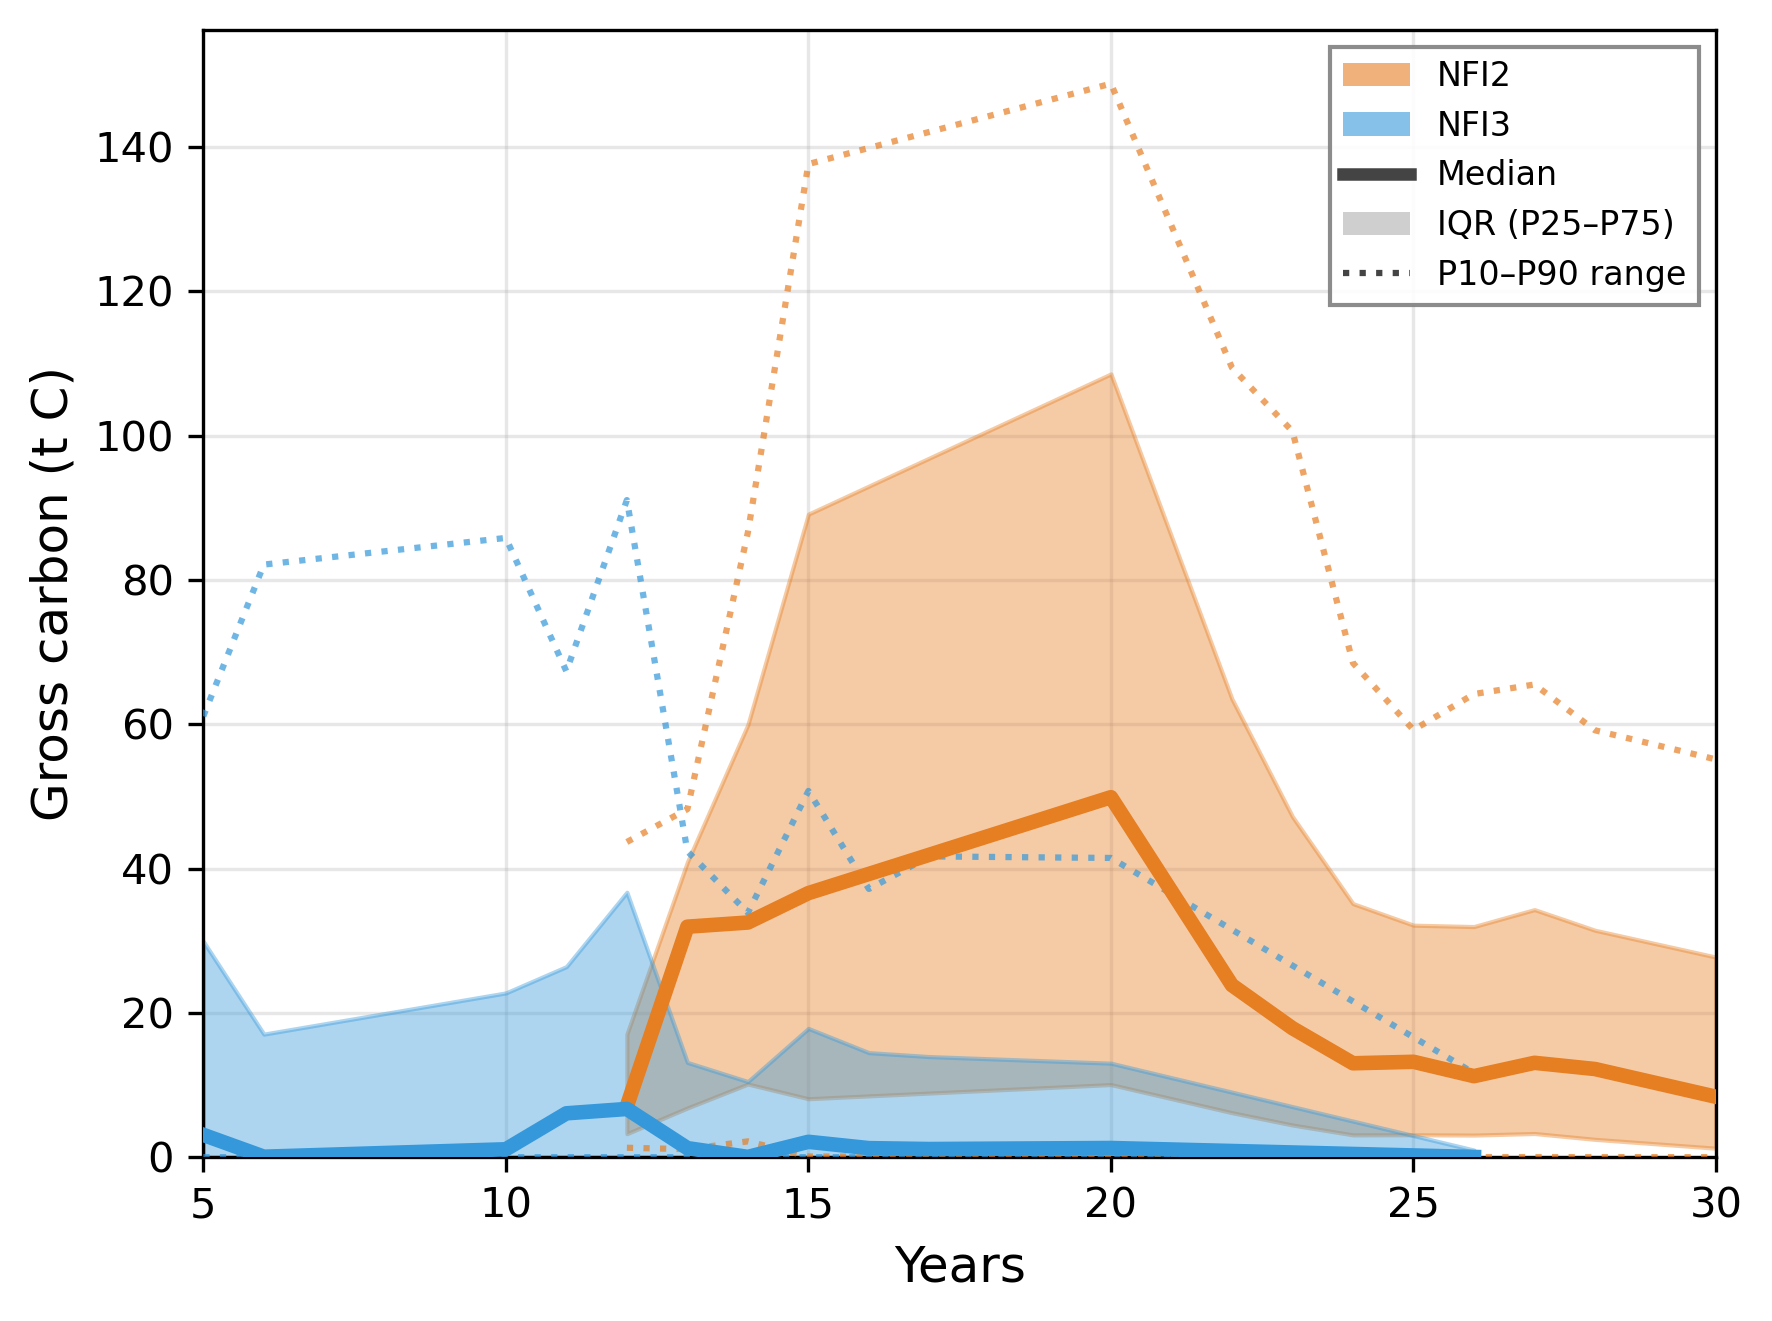 140
120
100
80
60
40
20
0
5 10 15 20 25 30
Years
Gross carbon (t C)
NFI2
NFI3
Median
IQR (P25–P75)
P10–P90 range